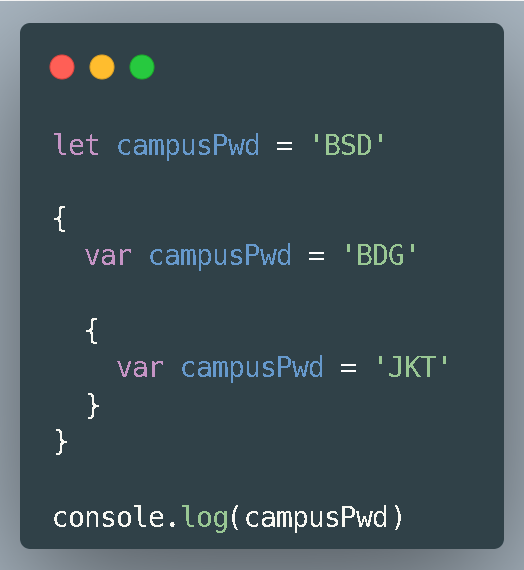 let campusPwd = 'BSD'
{
var campusPwd = 'BDG'
{
var campusPwd = 'JKT'
}
}
console.log(campusPwd)